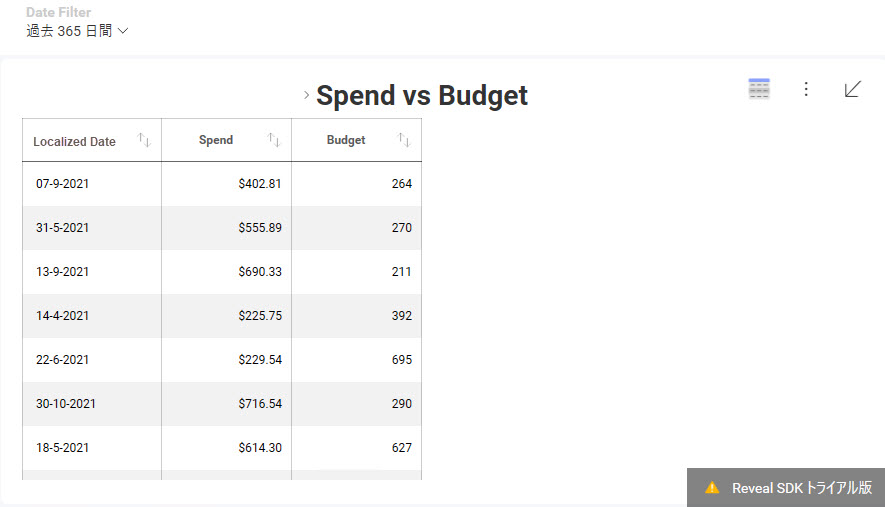 Date Filter
過去 365 日間
Spend vs Budget
Localized Date Spend Budget
07-9-2021 $402.81 264
31-5-2021 $555.89 270
13-9-2021 $690.33 211
14-4-2021 $225.75 392
22-6-2021 $229.54 695
30-10-2021 $716.54 290
18-5-2021 $614.30 627
Reveal SDK トライアル版